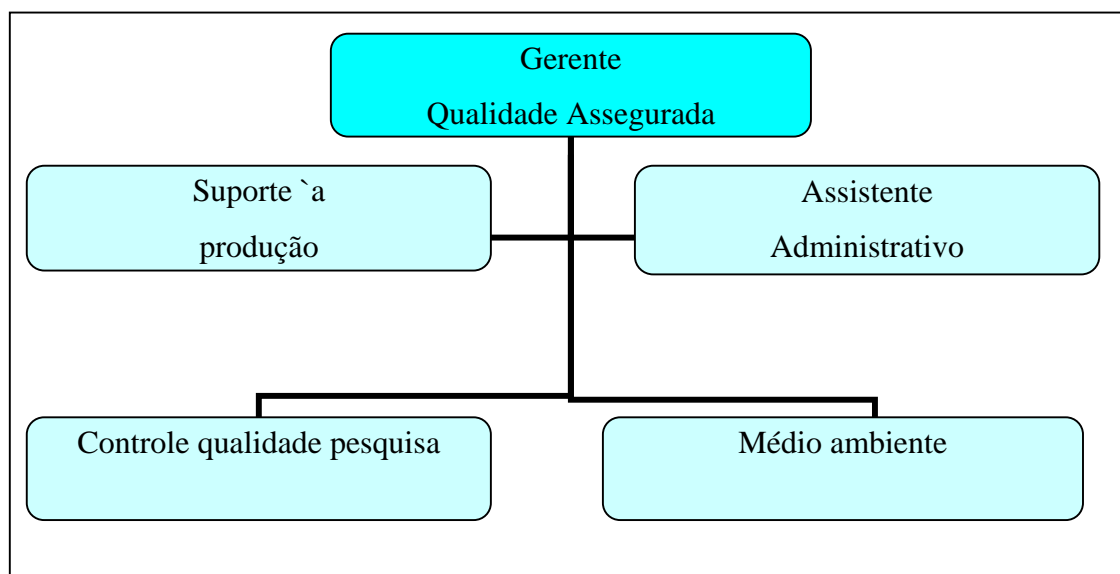 Gerente
Qualidade Assegurada
Suporte `a
produção
Assistente
Administrativo
Controle qualidade pesquisa
Médio ambiente